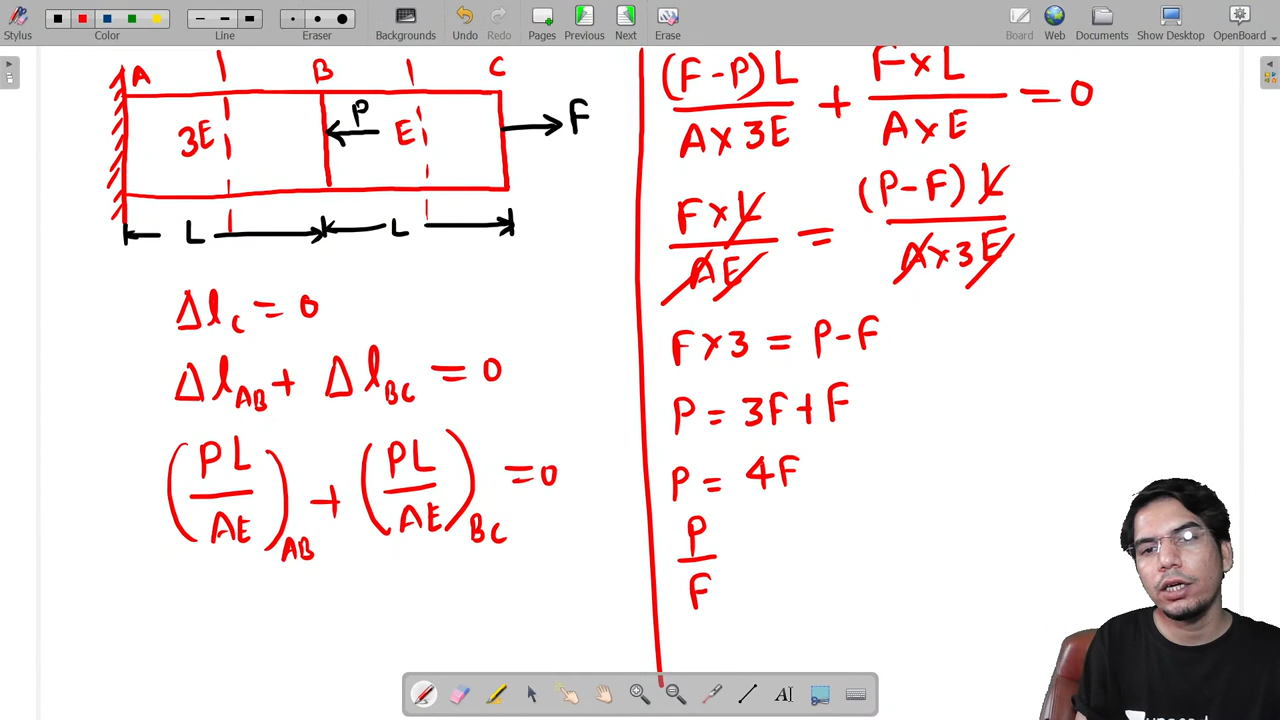 Stylus
Color
Line
Eraser
Backgrounds
Undo
Redo
Pages
Previous
Next
Erase
Board
Web
Documents
Show Desktop
OpenBoard
A
B
C
3E
P
E
F
L
L
Δl_C = 0
Δl_AB + Δl_BC = 0
(PL/AE)_AB + (PL/AE)_BC = 0
(F-P)L/A×3E + F×L/A×E = 0
F×L/AE = (P-F)L/A×3E
F×3 = P-F
P = 3F+F
P = 4F
P/F